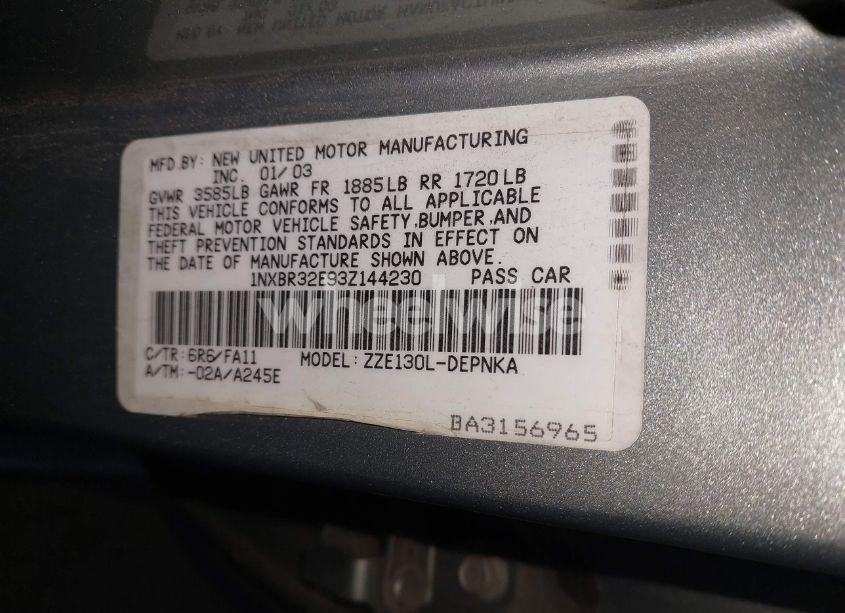 MFD.BY: NEW UNITED MOTOR MANUFACTURING
INC. 01/03
GVWR 3585LB GAWR FR 1885LB RR 1720LB
THIS VEHICLE CONFORMS TO ALL APPLICABLE
FEDERAL MOTOR VEHICLE SAFETY,BUMPER,AND
THEFT PREVENTION STANDARDS IN EFFECT ON
THE DATE OF MANUFACTURE SHOWN ABOVE.
1NXBR32E93Z144230 PASS CAR
wheelwise
C/TR:6R6/FA11 MODEL:ZZE130L-DEPNKA
A/TM:-02A/A245E
BA3156965